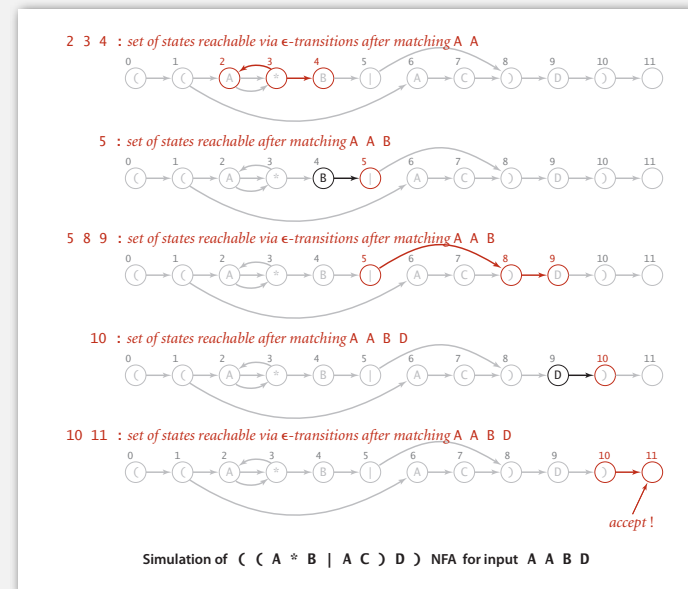 2 3 4 : set of states reachable via ϵ-transitions after matching A A
0 1 2 3 4 5 6 7 8 9 10 11
( ( A * B | A C ) D )
5 : set of states reachable after matching A A B
0 1 2 3 4 5 6 7 8 9 10 11
( ( A * B | A C ) D )
5 8 9 : set of states reachable via ϵ-transitions after matching A A B
0 1 2 3 4 5 6 7 8 9 10 11
( ( A * B | A C ) D )
10 : set of states reachable after matching A A B D
0 1 2 3 4 5 6 7 8 9 10 11
( ( A * B | A C ) D )
10 11 : set of states reachable via ϵ-transitions after matching A A B D
0 1 2 3 4 5 6 7 8 9 10 11
( ( A * B | A C ) D )
accept !
Simulation of ( ( A * B | A C ) D ) NFA for input A A B D